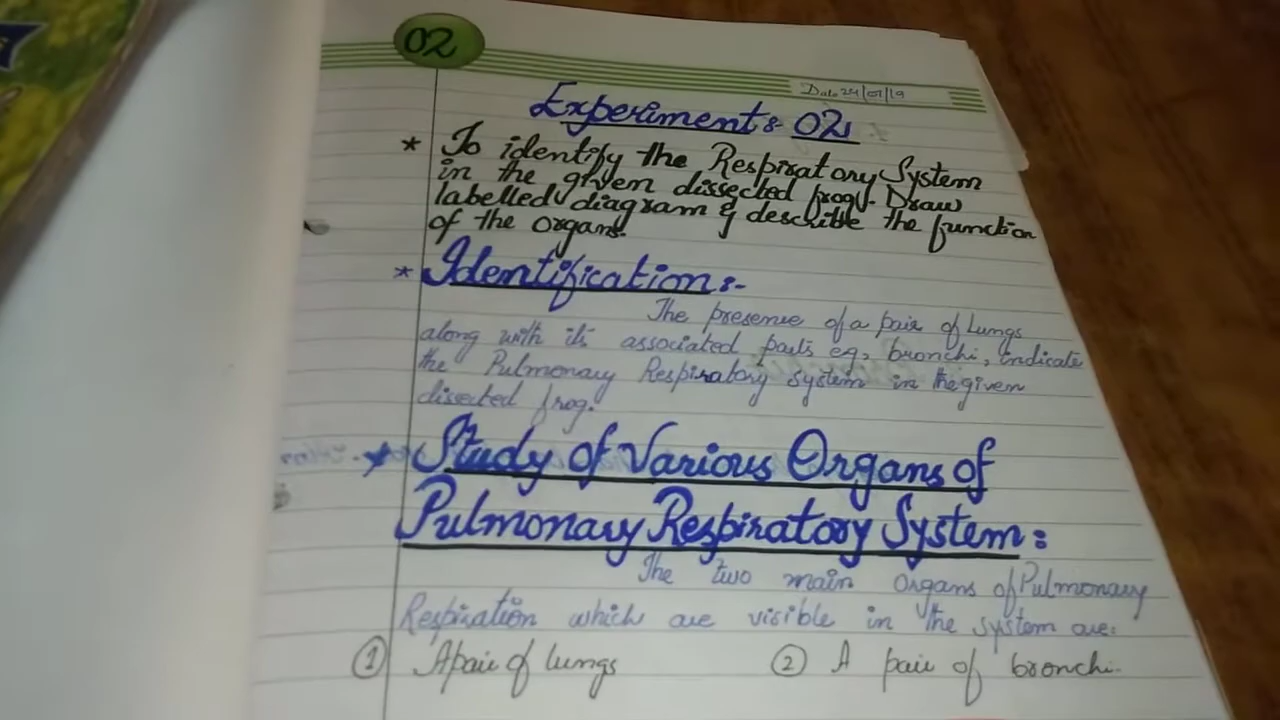 02
Date 24/01/19
Experiment :- 02
* To identify the Respiratory System
in the given dissected frog. Draw
labelled diagram & describe the function
of the organs.
* Identification :-
The presence of a pair of Lungs
along with its associated parts eg, bronchi, indicate
the Pulmonary Respiratory system in the given
dissected frog.
* Study of Various Organs of
Pulmonary Respiratory System :
The two main Organs of Pulmonary
Respiration which are visible in the system are:
① A pair of lungs ② A pair of bronchi.